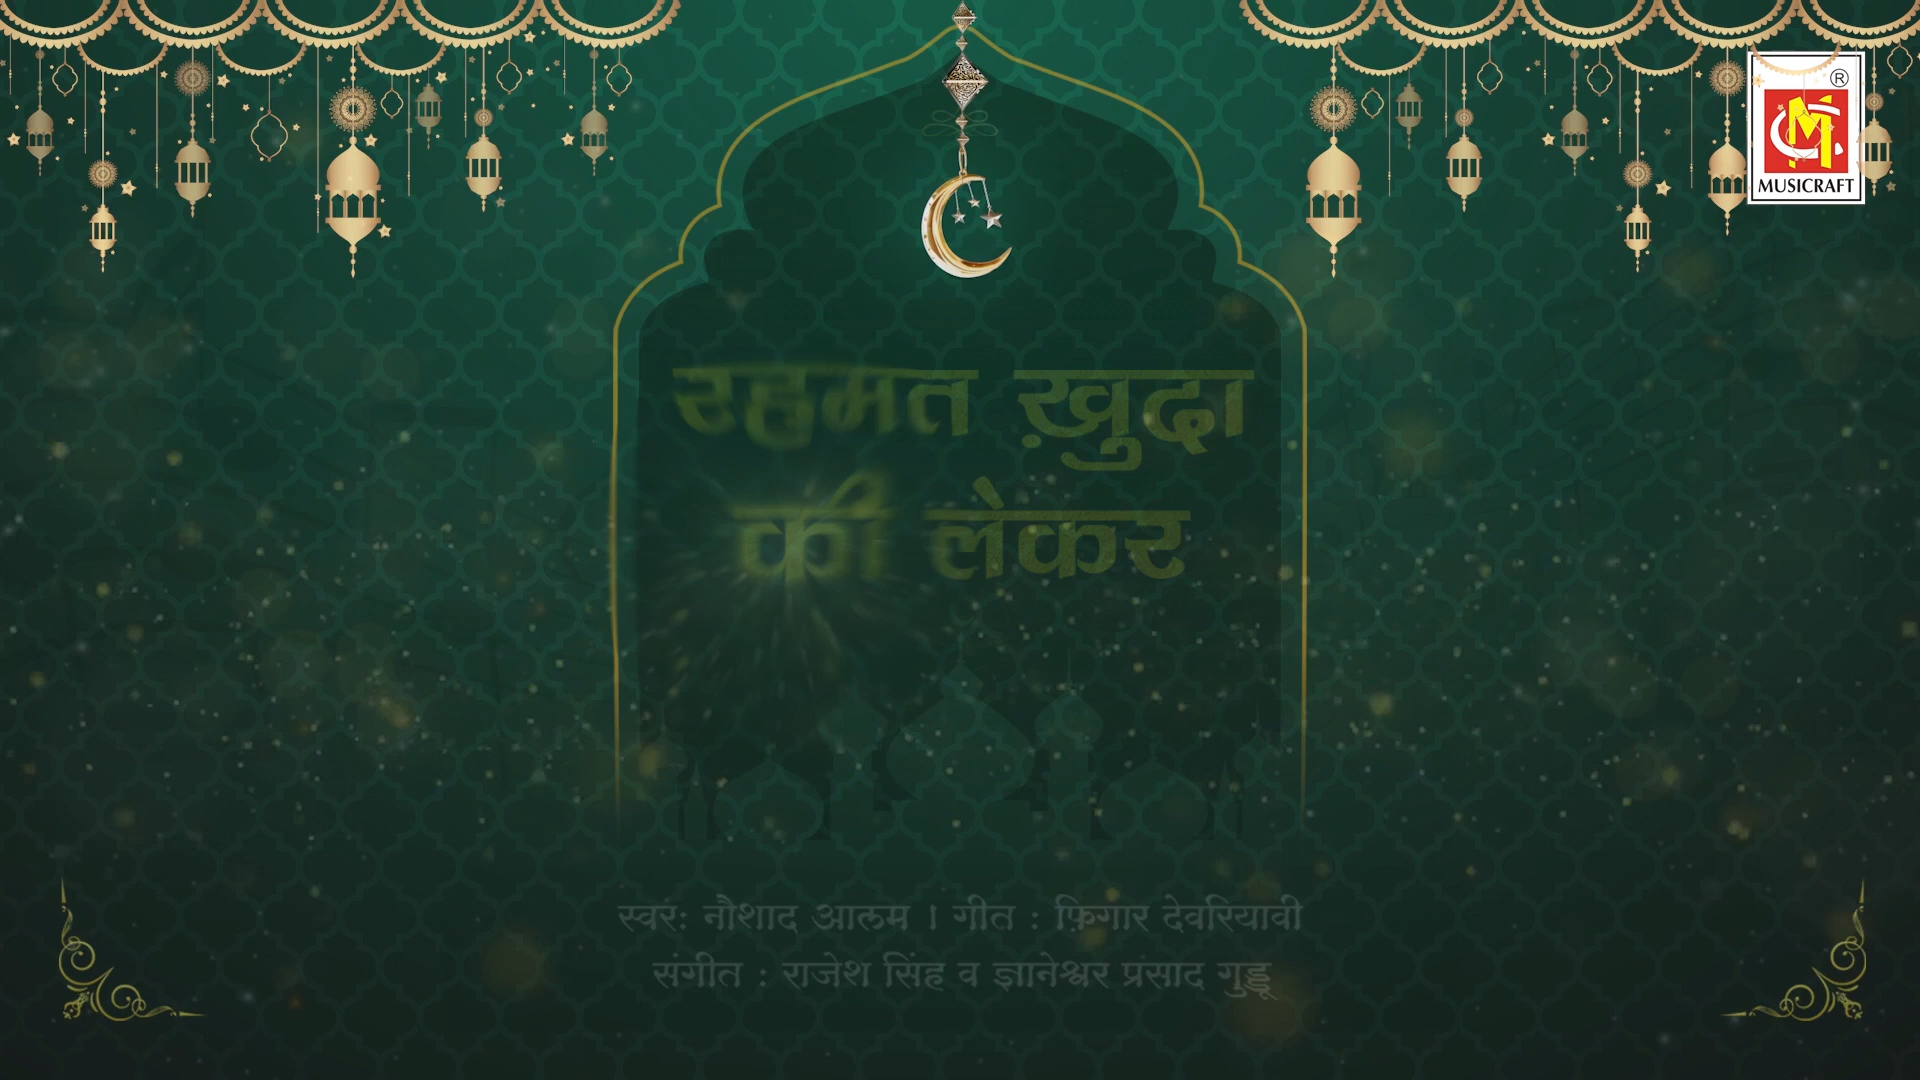 MUSICRAFT
®
रहमत ख़ुदा
की लेकर
स्वर: नौशाद आलम । गीत : फ़िगार देवरियावी
संगीत : राजेश सिंह व ज्ञानेश्वर प्रसाद गुड्डू